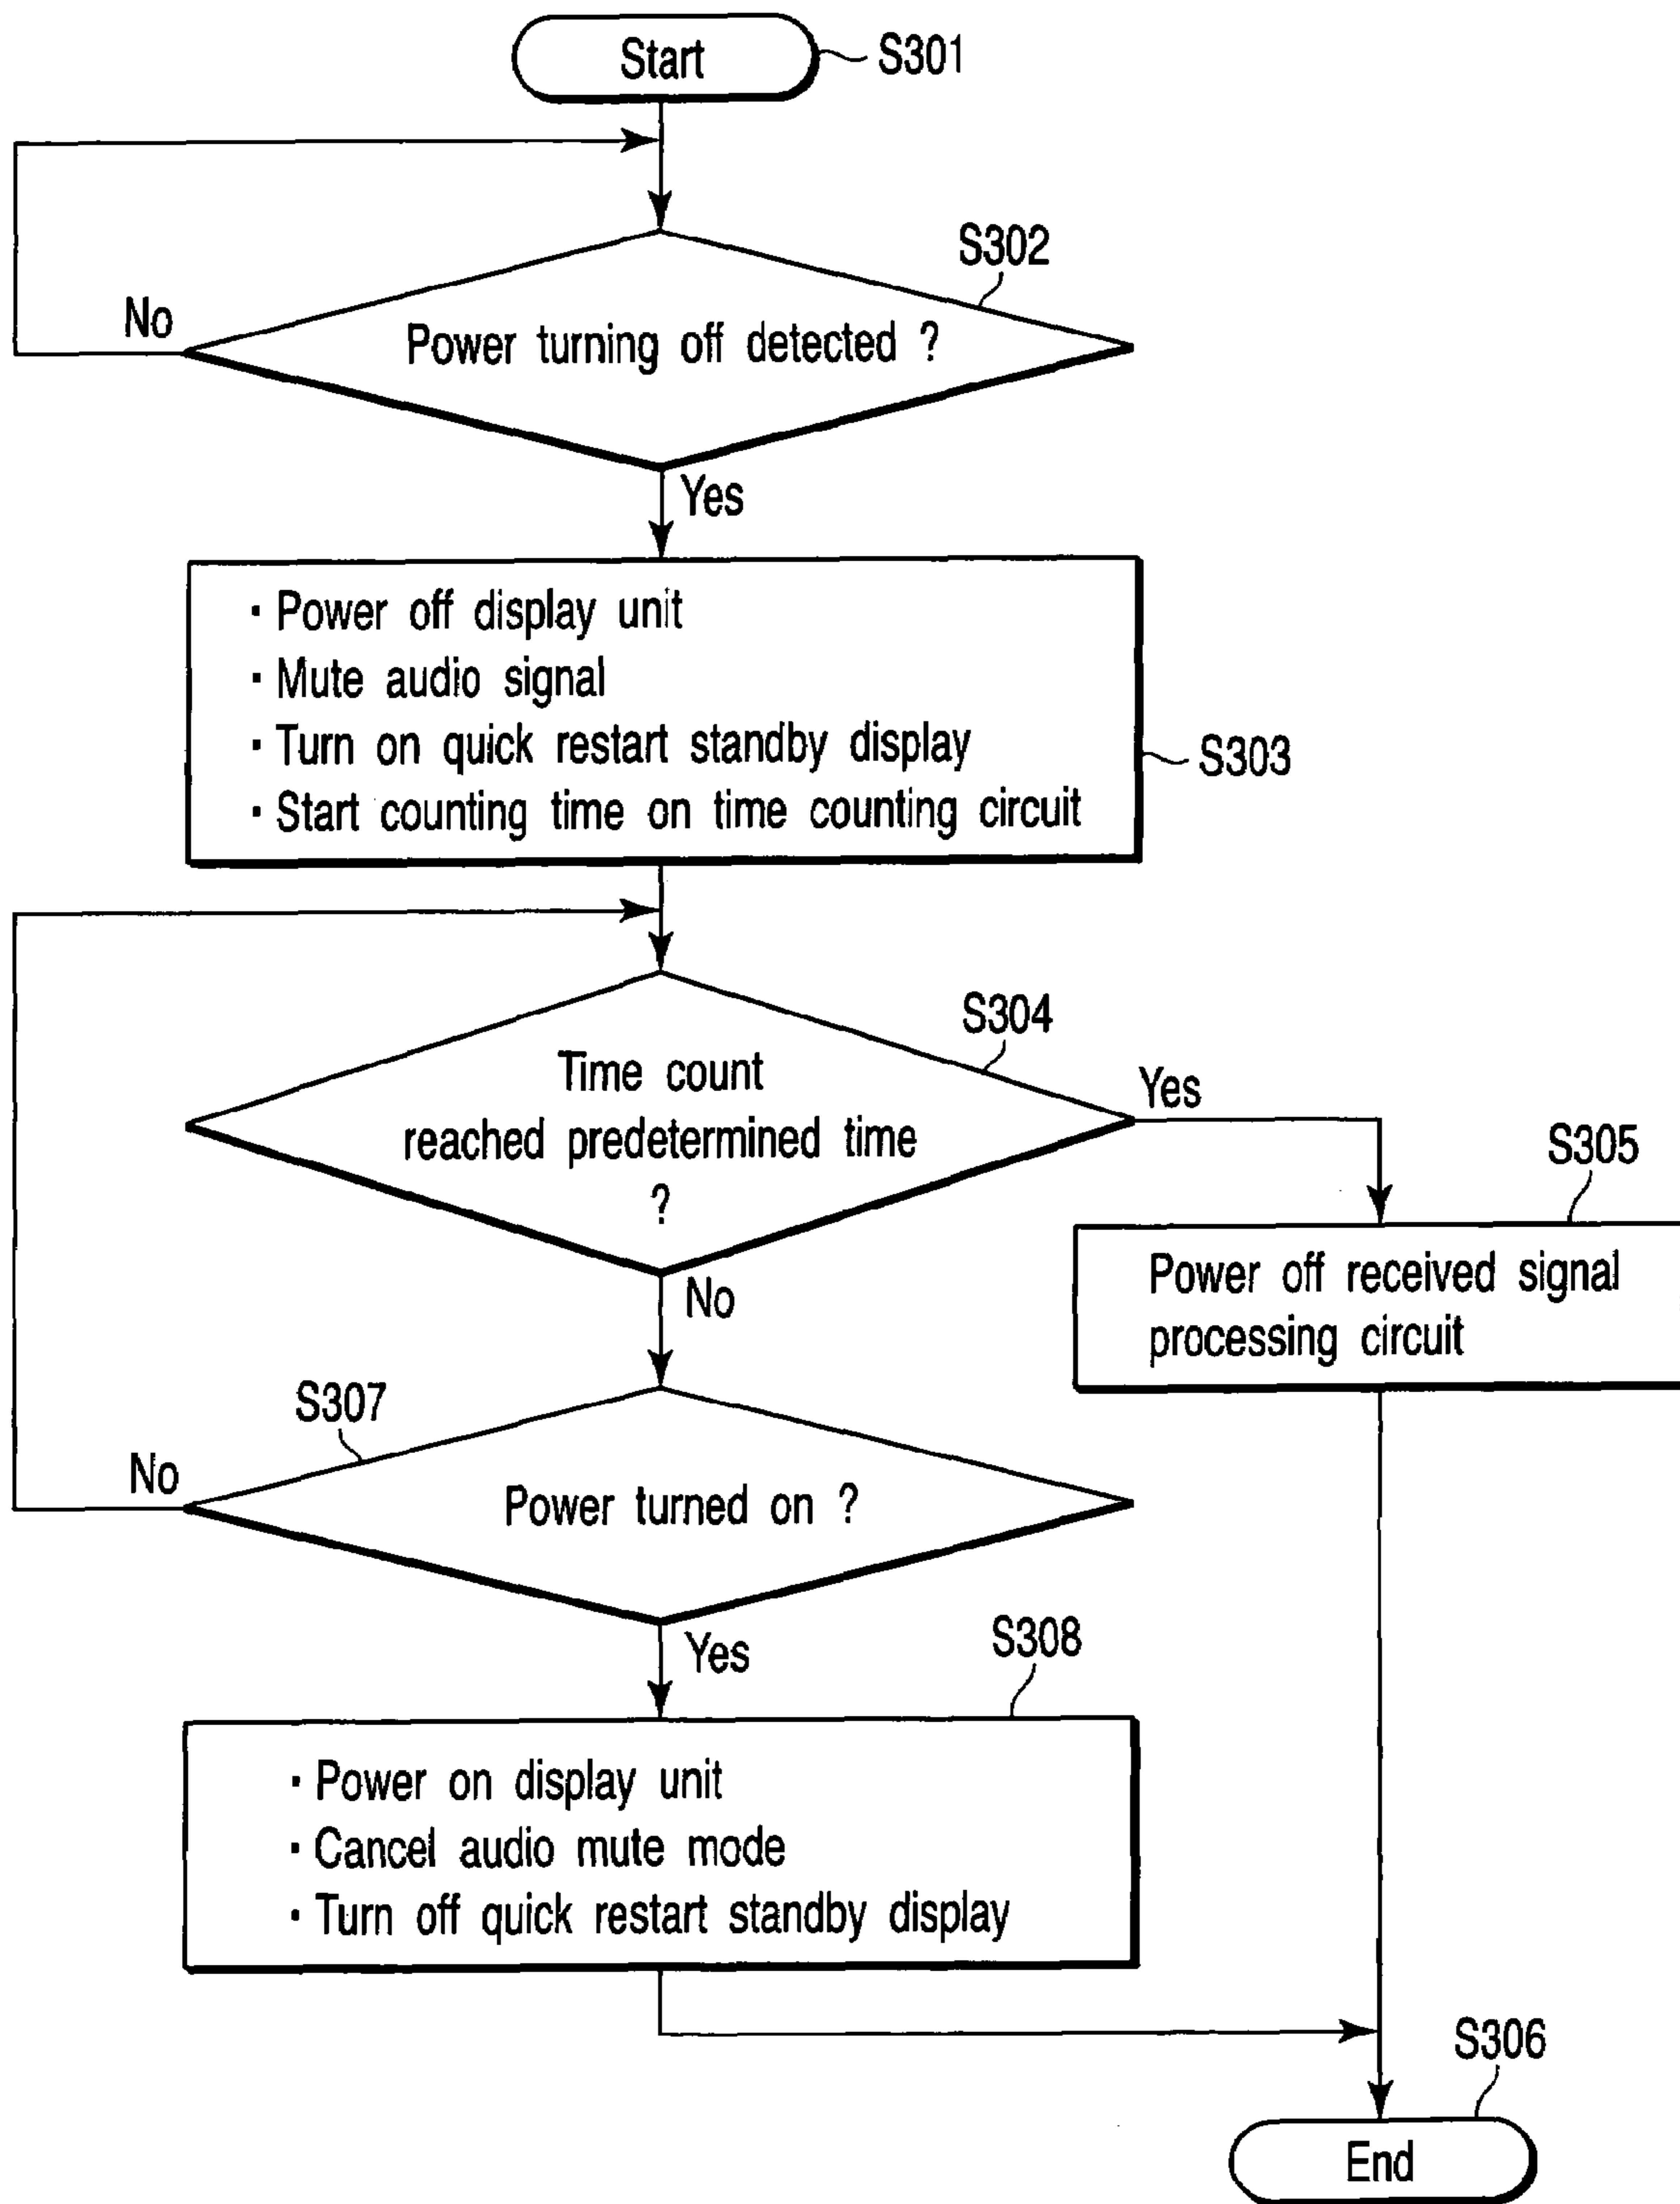 Start
S301
S302
No
Power turning off detected ?
Yes
· Power off display unit
· Mute audio signal
· Turn on quick restart standby display
· Start counting time on time counting circuit
S303
S304
Time count
reached predetermined time
?
Yes
S305
No
Power off received signal
processing circuit
S307
No
Power turned on ?
Yes
S308
· Power on display unit
· Cancel audio mute mode
· Turn off quick restart standby display
S306
End